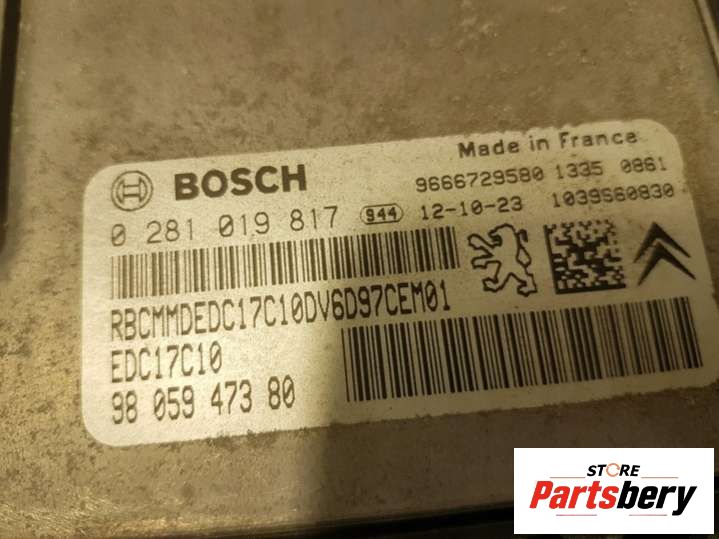 Made in France
BOSCH 9666729580 1335 0861
0 281 019 817 944 12-10-23 1039S60830
RBCMMDEDC17C10DV6D97CEM01
EDC17C10
98 059 473 80
STORE
Partsbery